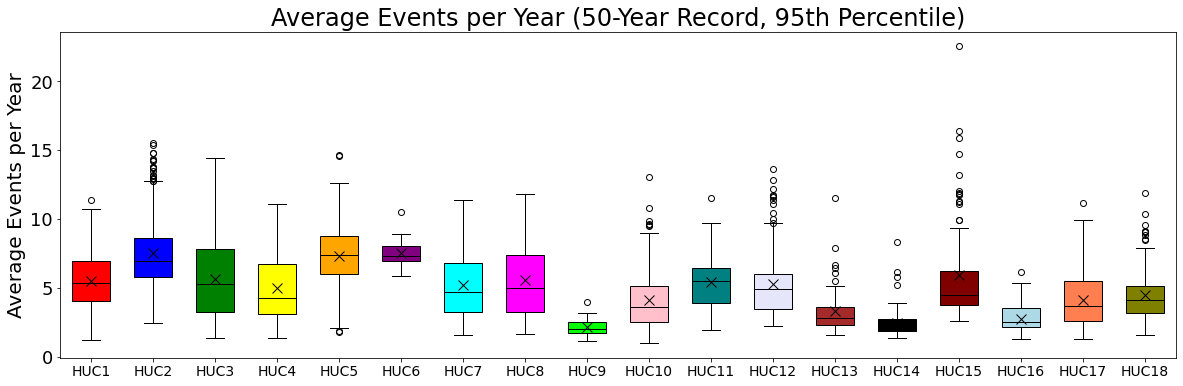 Average Events per Year (50-Year Record, 95th Percentile)
Average Events per Year
20
15
10
5
0
HUC1 HUC2 HUC3 HUC4 HUC5 HUC6 HUC7 HUC8 HUC9 HUC10 HUC11 HUC12 HUC13 HUC14 HUC15 HUC16 HUC17 HUC18